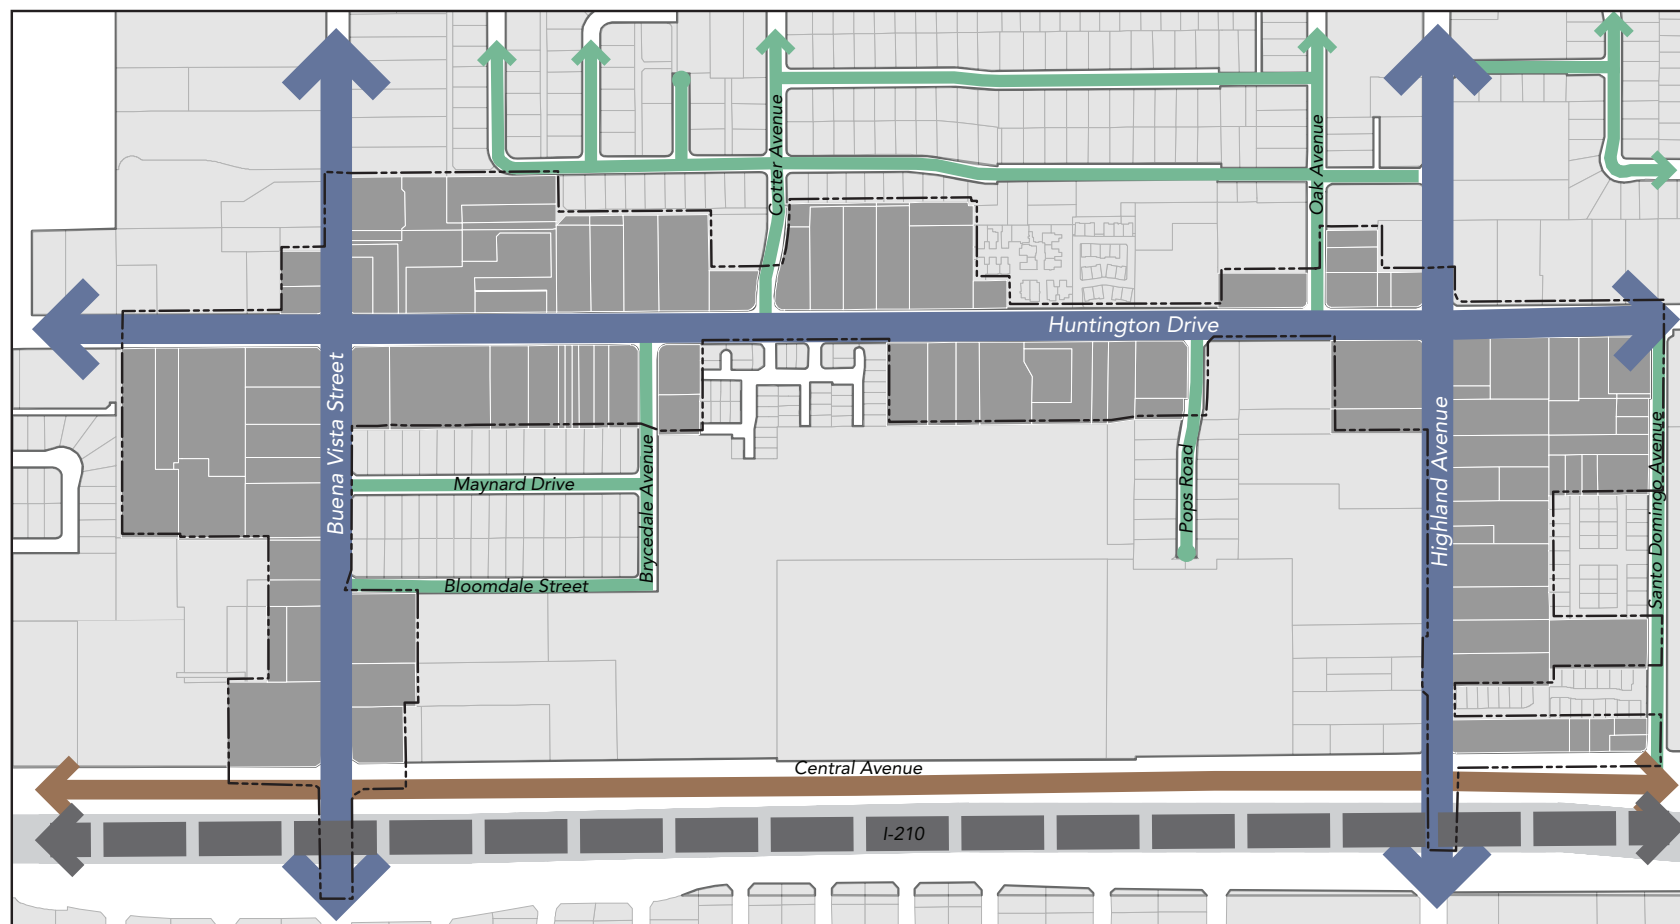 Cotter Avenue
Oak Avenue
Huntington Drive
Buena Vista Street
Maynard Drive
Brycedale Avenue
Pops Road
Highland Avenue
Santo Domingo Avenue
Bloomdale Street
Central Avenue
I-210